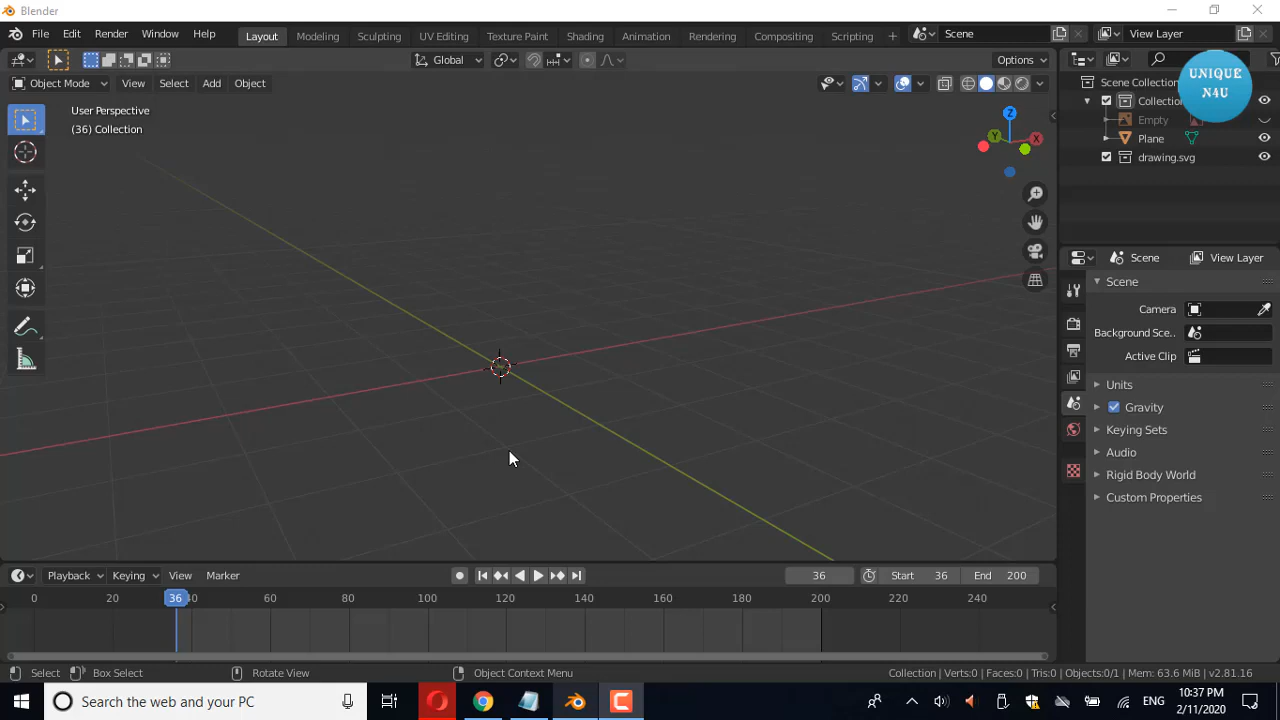 Blender
File Edit Render Window Help Layout Modeling Sculpting UV Editing Texture Paint Shading Animation Rendering Compositing Scripting + Scene View Layer
Global Options
Object Mode View Select Add Object
User Perspective
(36) Collection
Z
Y
X
UNIQUE
N4U
Scene Collection
Collectio
Empty
Plane
drawing.svg
Scene View Layer
Scene
Camera
Background Sce..
Active Clip
Units
Gravity
Keying Sets
Audio
Rigid Body World
Custom Properties
Playback Keying View Marker 36 Start 36 End 200
0 20 36 40 60 80 100 120 140 160 180 200 220 240
Select Box Select Rotate View Object Context Menu Collection | Verts:0 | Faces:0 | Tris:0 | Objects:0/1 | Mem: 63.6 MiB | v2.81.16
Search the web and your PC ENG 10:37 PM
2/11/2020